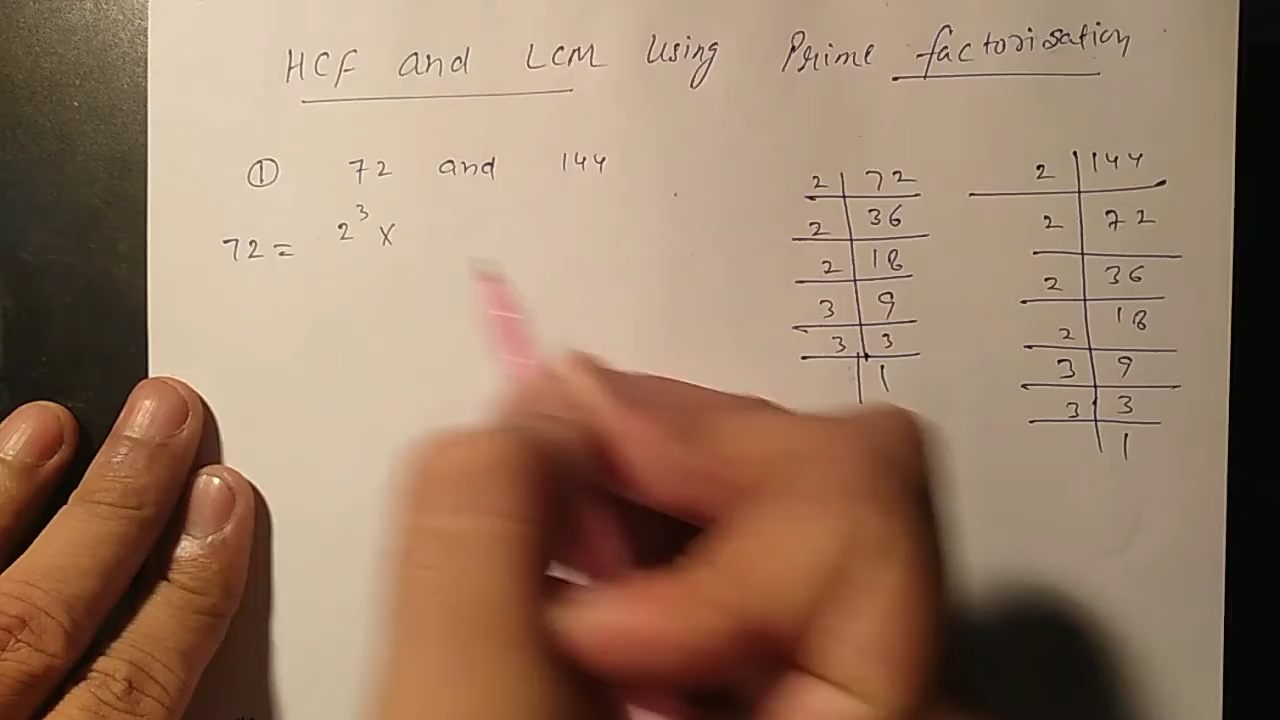 HCF and LCM Using Prime factorisation
① 72 and 144
72 = 2³ ×
2 | 72
2 | 36
2 | 18
3 | 9
3 | 3
| 1
2 | 144
2 | 72
2 | 36
2 | 18
3 | 9
3 | 3
| 1